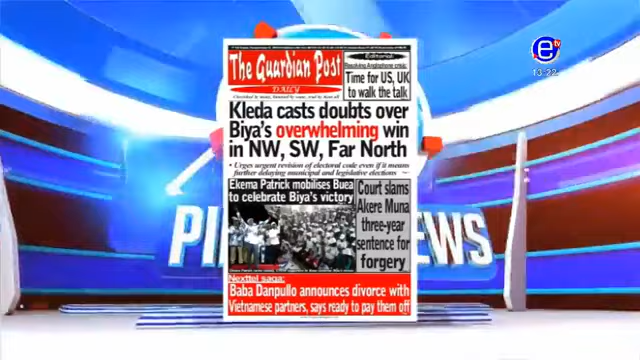 e tv
13:22
The Guardian Post
DAILY
Editorial
Resolving Anglophone crisis:
Time for US, UK
to walk the talk
Kleda casts doubts over
Biya's overwhelming win
in NW, SW, Far North
• Urges urgent revision of electoral code even if it means
further delaying municipal and legislative elections
Ekema Patrick mobilises Buea
to celebrate Biya's victory
Court slams
Akere Muna
three-year
sentence for
forgery
PI
NEWS
Nexttel saga:
Baba Danpullo announces divorce with
Vietnamese partners, says ready to pay them off